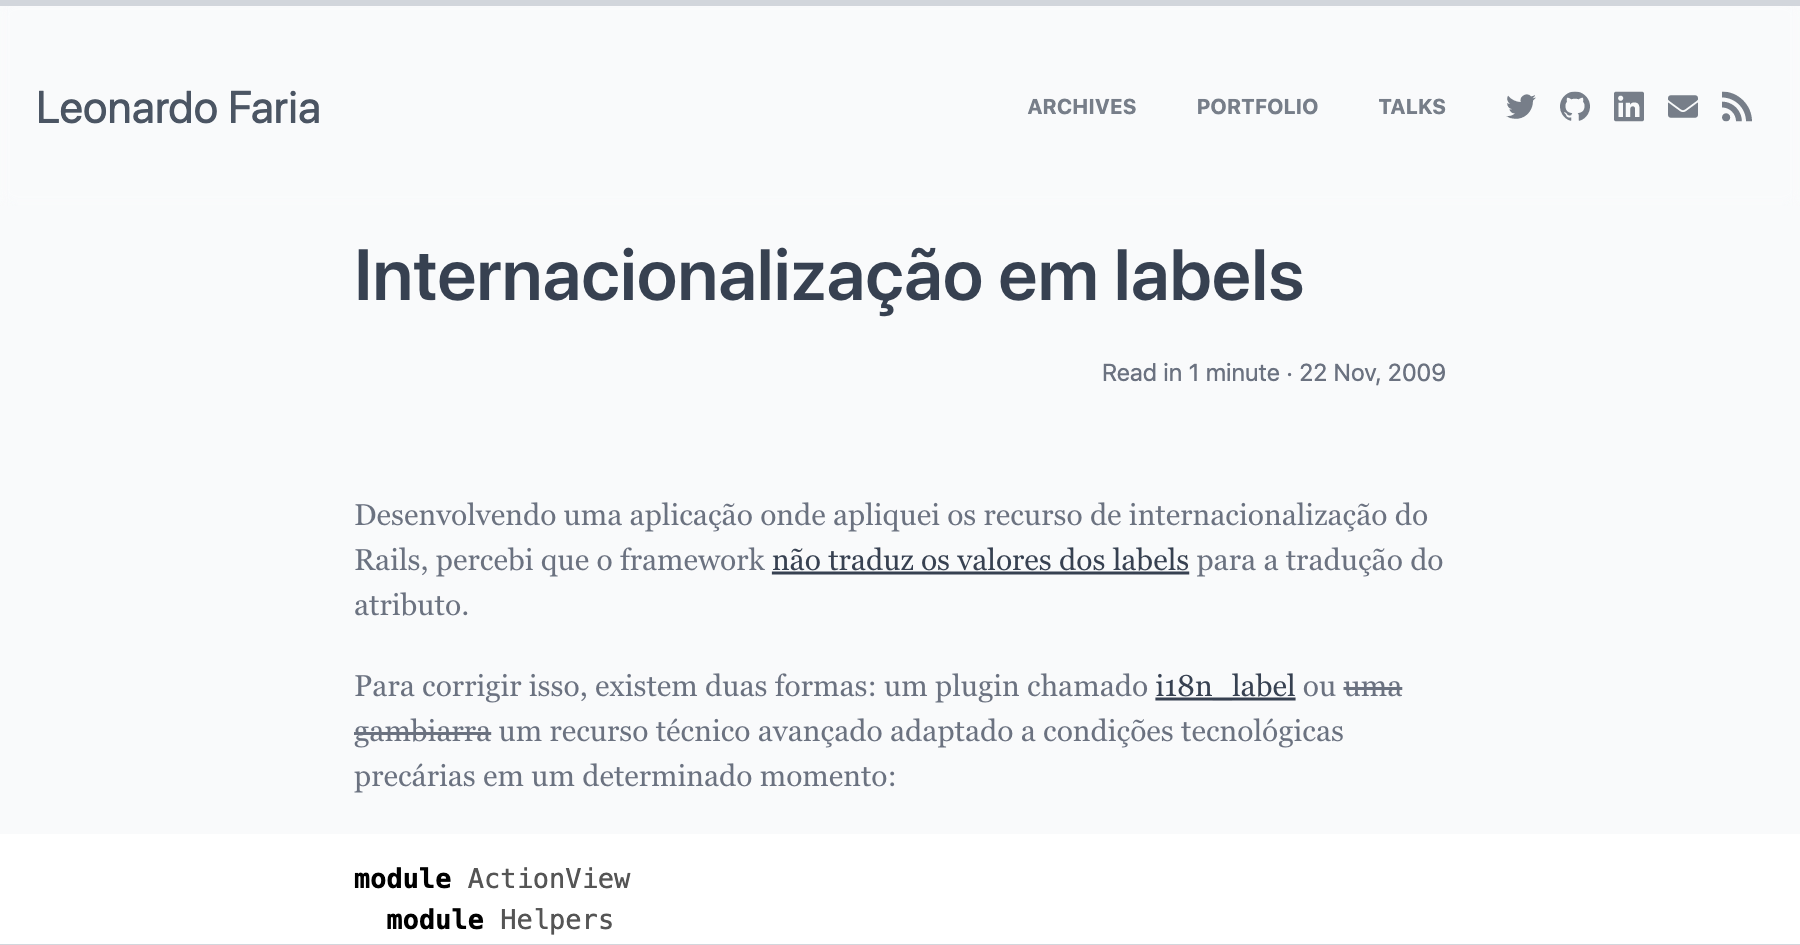 Leonardo Faria
ARCHIVES PORTFOLIO TALKS
Internacionalização em labels
Read in 1 minute · 22 Nov, 2009
Desenvolvendo uma aplicação onde apliquei os recurso de internacionalização do
Rails, percebi que o framework não traduz os valores dos labels para a tradução do
atributo.
Para corrigir isso, existem duas formas: um plugin chamado i18n_label ou uma
gambiarra um recurso técnico avançado adaptado a condições tecnológicas
precárias em um determinado momento:
module ActionView
  module Helpers